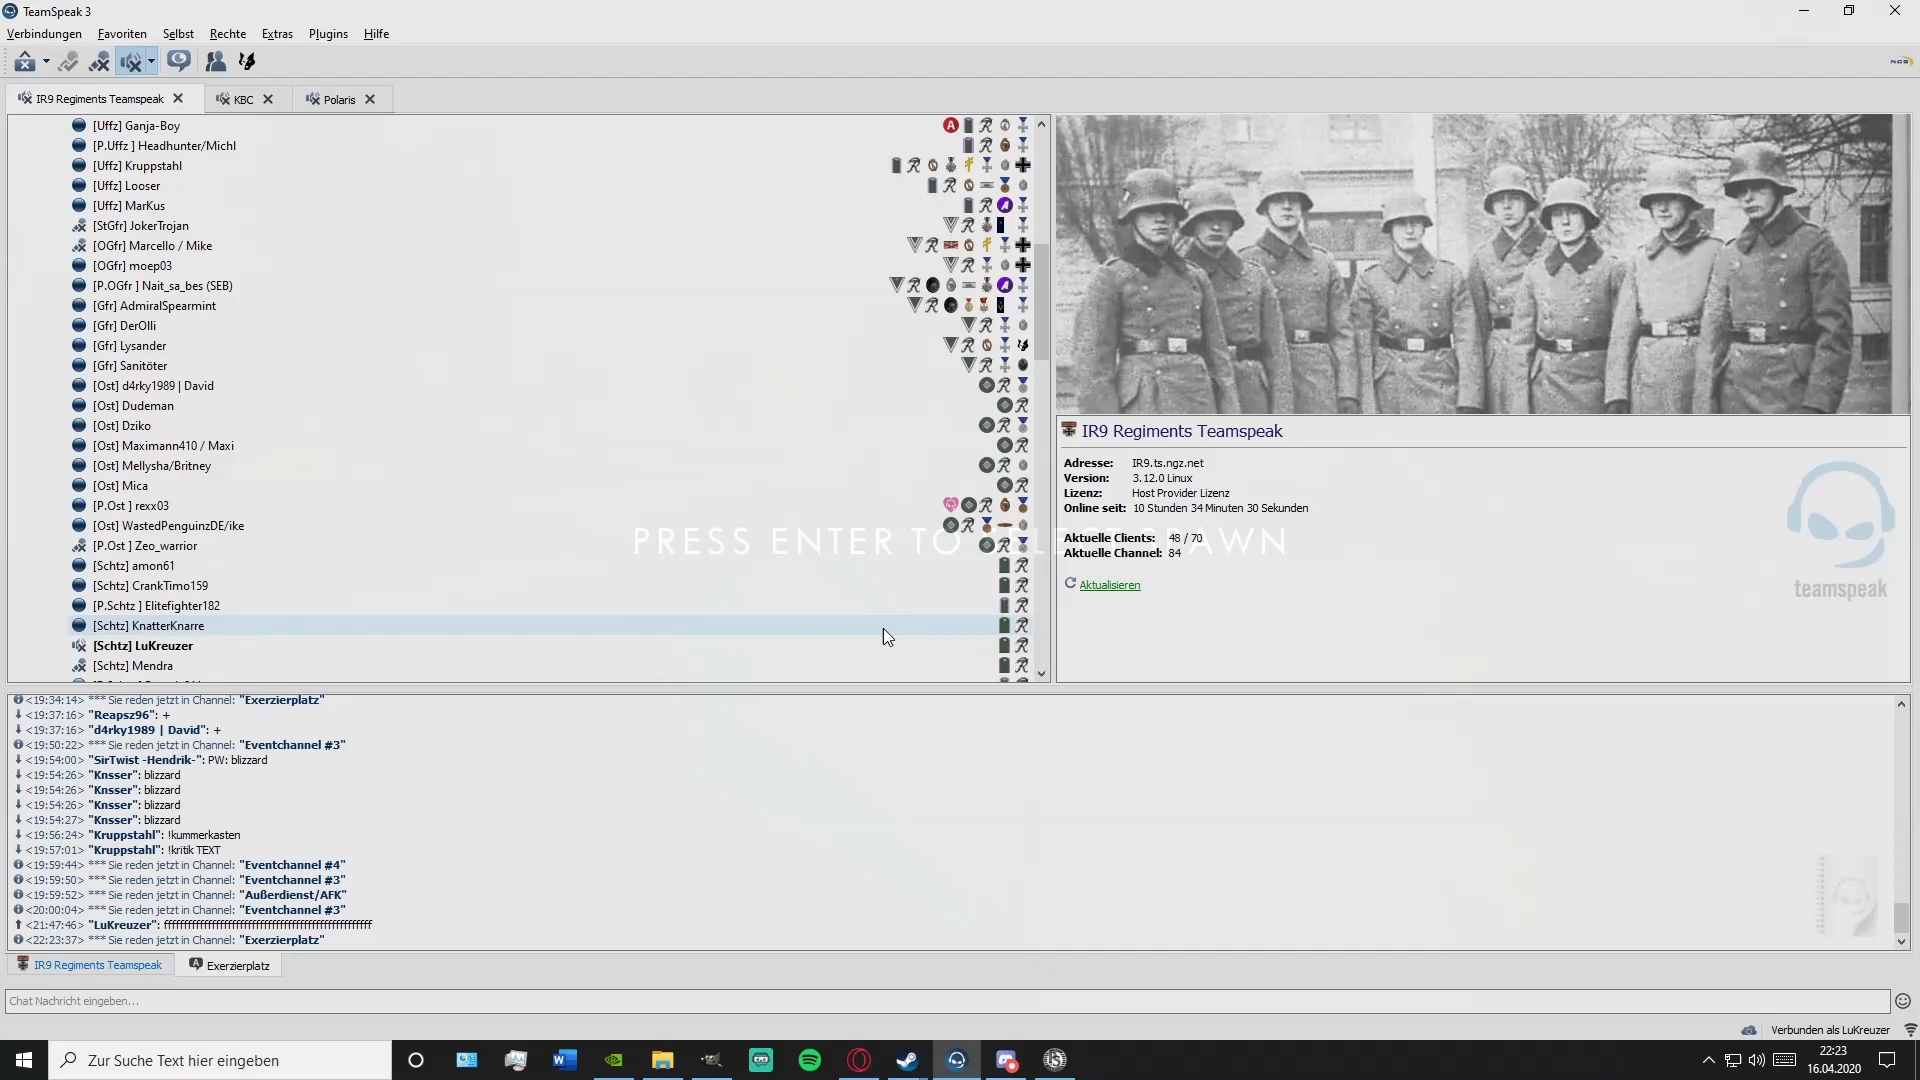 TeamSpeak 3
Verbindungen Favoriten Selbst Rechte Extras Plugins Hilfe
IR9 Regiments Teamspeak KBC Polaris
[Uffz] Ganja-Boy
[P.Uffz ] Headhunter/Michl
[Uffz] Kruppstahl
[Uffz] Looser
[Uffz] MarKus
[StGfr] JokerTrojan
[OGfr] Marcello / Mike
[OGfr] moep03
[P.OGfr ] Nait_sa_bes (SEB)
[Gfr] AdmiralSpearmint
[Gfr] DerOlli
[Gfr] Lysander
[Gfr] Sanitöter
[Ost] d4rky1989 | David
[Ost] Dudeman
[Ost] Dziko
[Ost] Maximann410 / Maxi
[Ost] Mellysha/Britney
[Ost] Mica
[P.Ost ] rexx03
[Ost] WastedPenguinzDE/ike
[P.Ost ] Zeo_warrior
[Schtz] amon61
[Schtz] CrankTimo159
[P.Schtz ] Elitefighter182
[Schtz] KnatterKnarre
[Schtz] LuKreuzer
[Schtz] Mendra
PRESS ENTER TO SELECT SPAWN
IR9 Regiments Teamspeak
Adresse: IR9.ts.ngz.net
Version: 3.12.0 Linux
Lizenz: Host Provider Lizenz
Online seit: 10 Stunden 34 Minuten 30 Sekunden
Aktuelle Clients: 48 / 70
Aktuelle Channel: 84
Aktualisieren
teamspeak
<19:34:14> *** Sie reden jetzt in Channel: "Exerzierplatz"
<19:37:16> "Reapsz96": +
<19:37:16> "d4rky1989 | David": +
<19:50:22> *** Sie reden jetzt in Channel: "Eventchannel #3"
<19:54:00> "SirTwist -Hendrik-": PW: blizzard
<19:54:26> "Knsser": blizzard
<19:54:26> "Knsser": blizzard
<19:54:26> "Knsser": blizzard
<19:54:27> "Knsser": blizzard
<19:56:24> "Kruppstahl": !kummerkasten
<19:57:01> "Kruppstahl": !kritik TEXT
<19:59:44> *** Sie reden jetzt in Channel: "Eventchannel #4"
<19:59:50> *** Sie reden jetzt in Channel: "Eventchannel #3"
<19:59:52> *** Sie reden jetzt in Channel: "Außerdienst/AFK"
<20:00:04> *** Sie reden jetzt in Channel: "Eventchannel #3"
<21:47:46> "LuKreuzer": ffffffffffffffffffffffffffffffffffffffffffffffffffff
<22:23:37> *** Sie reden jetzt in Channel: "Exerzierplatz"
IR9 Regiments Teamspeak Exerzierplatz
Chat Nachricht eingeben...
Verbunden als LuKreuzer
Zur Suche Text hier eingeben
22:23
16.04.2020